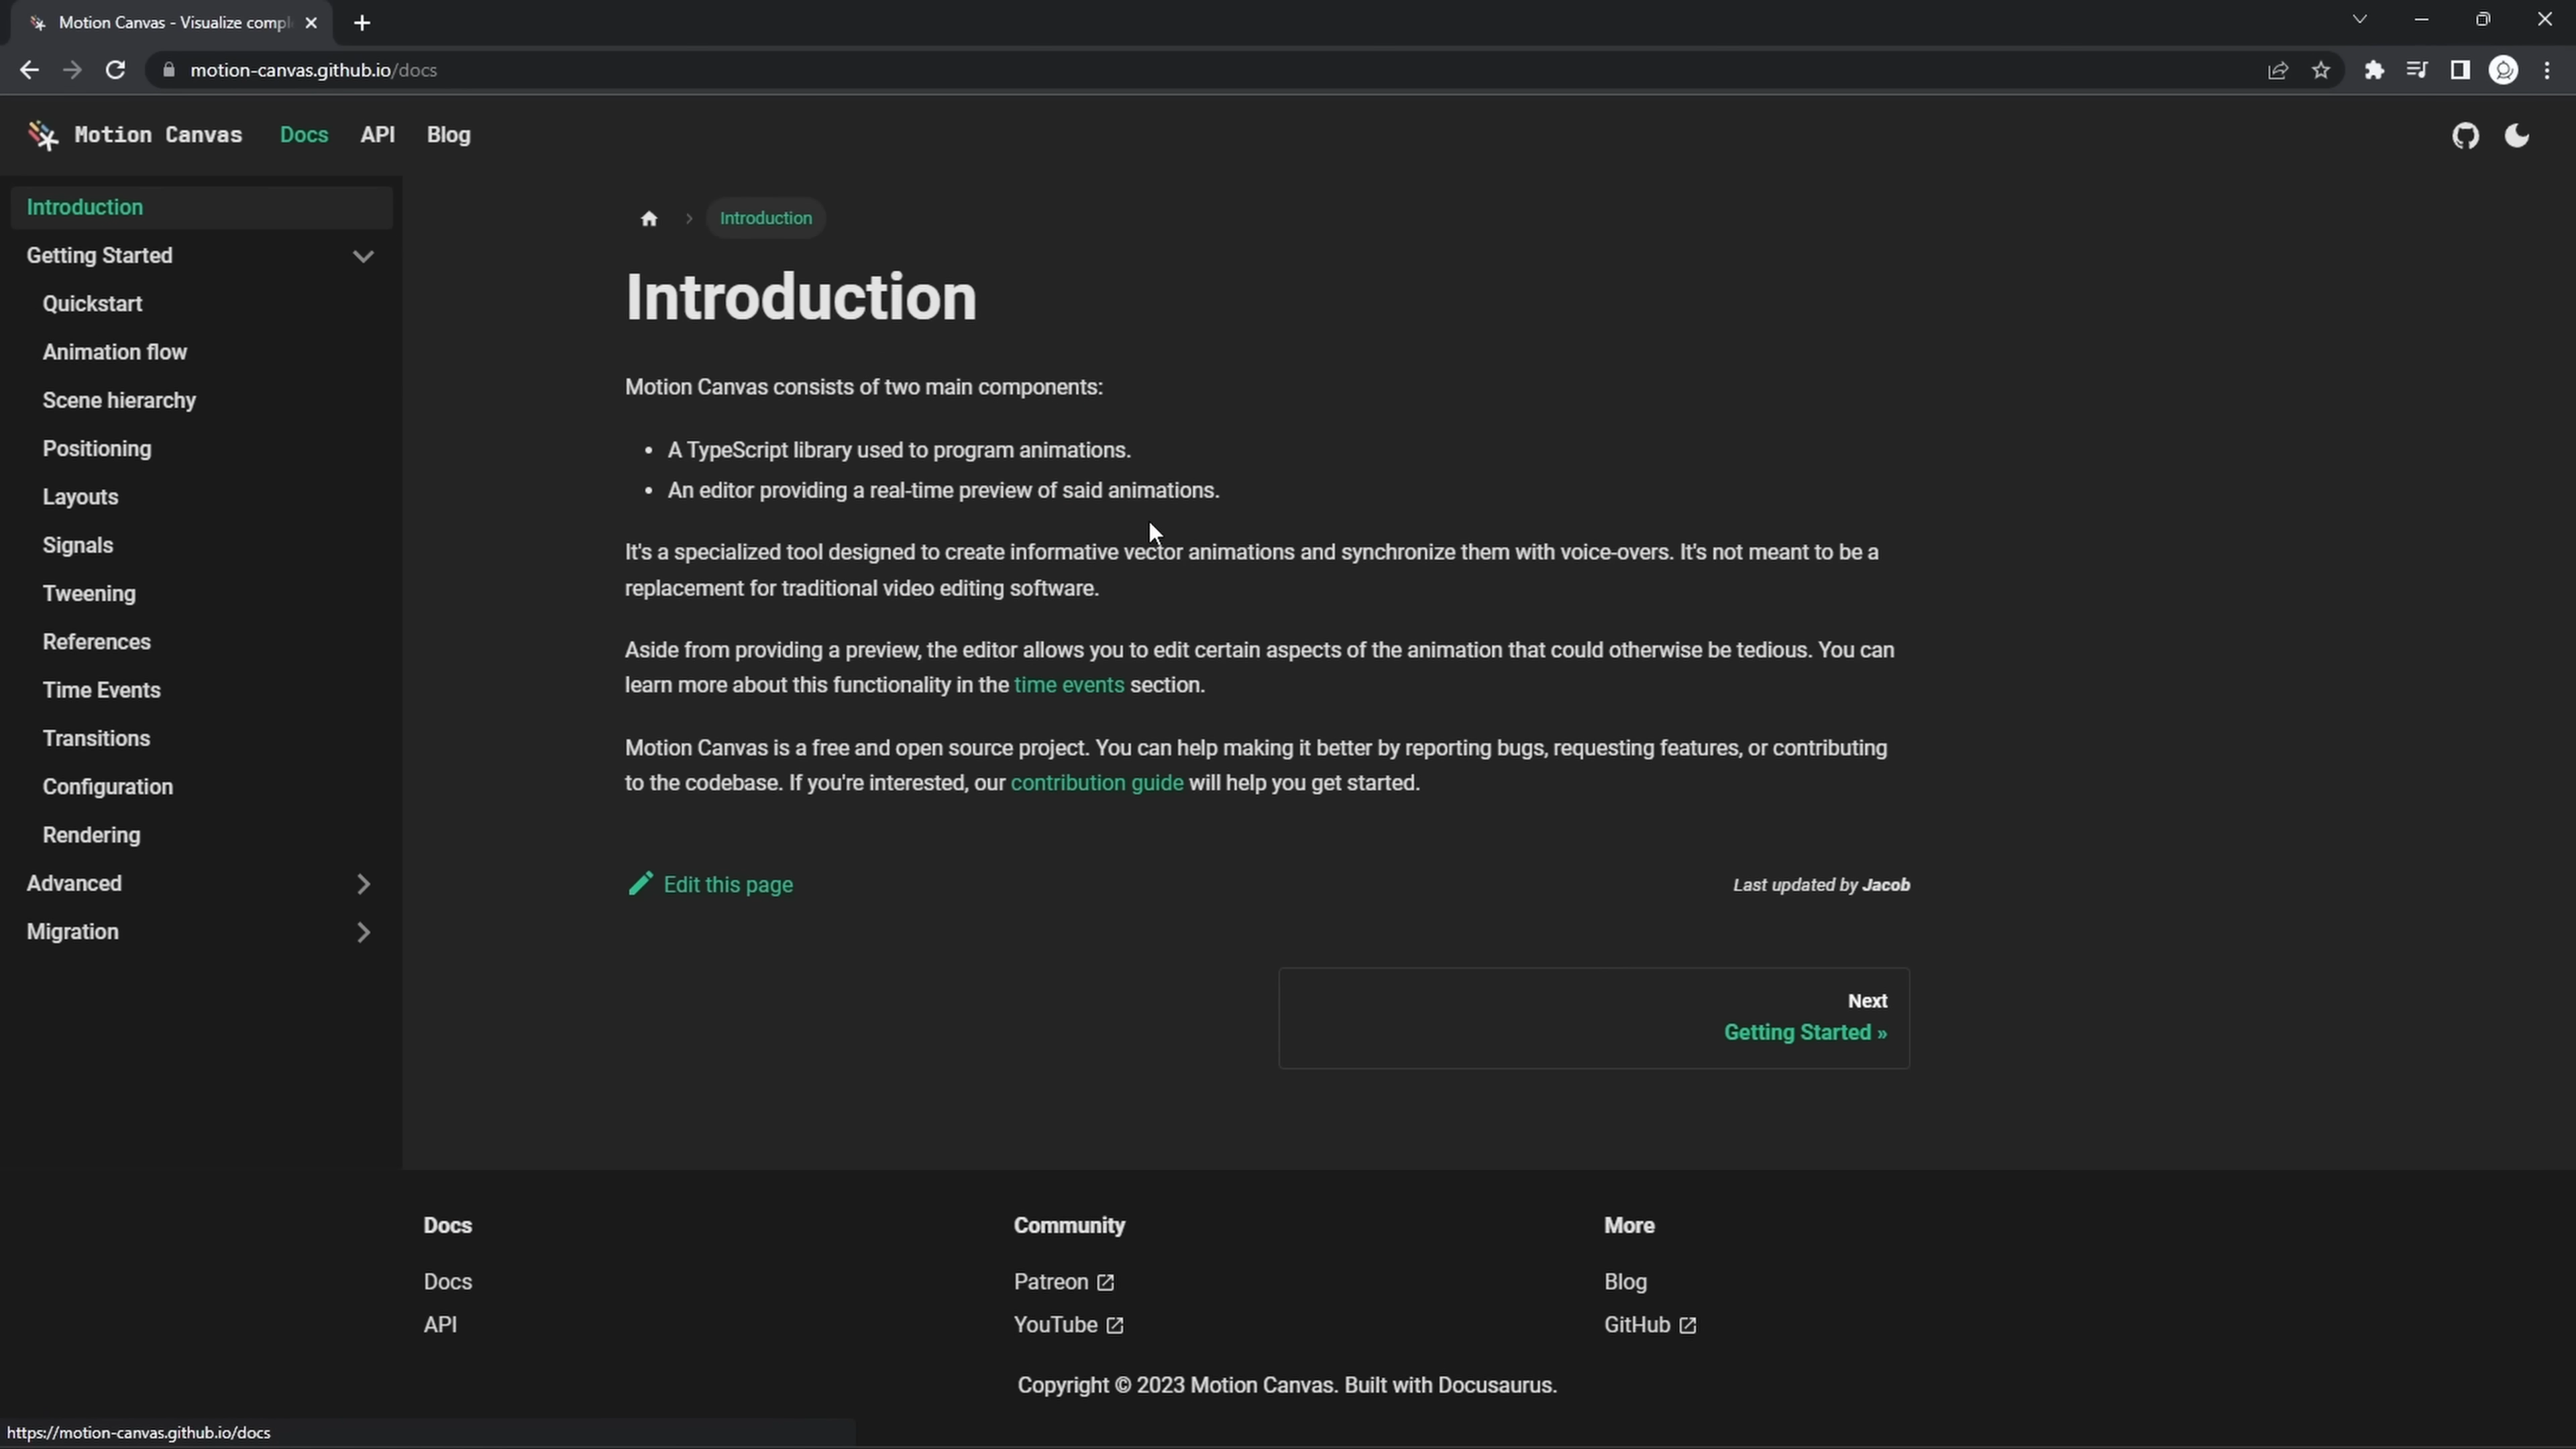 Motion Canvas - Visualize compl
motion-canvas.github.io/docs
Motion Canvas Docs API Blog
Introduction
Getting Started
Quickstart
Animation flow
Scene hierarchy
Positioning
Layouts
Signals
Tweening
References
Time Events
Transitions
Configuration
Rendering
Advanced
Migration
Introduction
Introduction
Motion Canvas consists of two main components:
• A TypeScript library used to program animations.
• An editor providing a real-time preview of said animations.
It's a specialized tool designed to create informative vector animations and synchronize them with voice-overs. It's not meant to be a
replacement for traditional video editing software.
Aside from providing a preview, the editor allows you to edit certain aspects of the animation that could otherwise be tedious. You can
learn more about this functionality in the time events section.
Motion Canvas is a free and open source project. You can help making it better by reporting bugs, requesting features, or contributing
to the codebase. If you're interested, our contribution guide will help you get started.
Edit this page
Last updated by Jacob
Next
Getting Started »
Docs
Docs
API
Community
Patreon
YouTube
More
Blog
GitHub
Copyright © 2023 Motion Canvas. Built with Docusaurus.
https://motion-canvas.github.io/docs